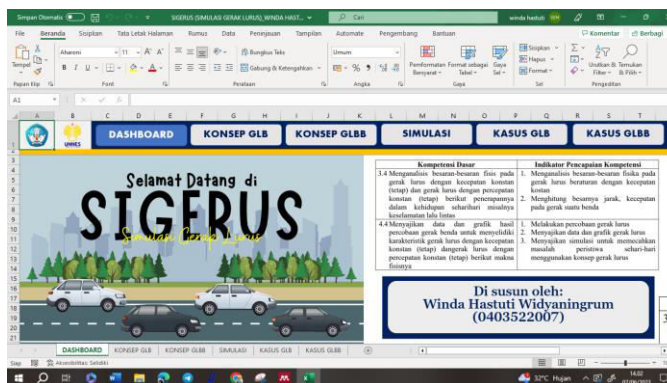 Simpan Otomatis
SIGERUS (SIMULASI GERAK LURUS)_WINDA HAST...
Cari
winda hastuti
File Beranda Sisipkan Tata Letak Halaman Rumus Data Peninjauan Tampilan Automate Pengembang Bantuan
Komentar Berbagi
Tempel
Aharoni 11
Bungkus Teks
Gabung & Ketengahkan
Umum
Pemformatan Bersyarat
Format sebagai Tabel
Gaya Sel
Sisipkan
Hapus
Format
Urutkan & Filter
Temukan & Pilih
Papan Klip Font Perataan Angka Gaya Sel Pengeditan
A1
A B C D E F G H I J K L M N O P Q R S T
UNNES
DASHBOARD KONSEP GLB KONSEP GLBB SIMULASI KASUS GLB KASUS GLBB
Selamat Datang di
SIGERUS
Simulasi Gerak Lurus
Kompetensi Dasar
3.4 Menganalisis besaran-besaran fisis pada
gerak lurus dengan kecepatan konstan
(tetap) dan gerak lurus dengan percepatan
konstan (tetap) berikut penerapannya
dalam kehidupan seharihari misalnya
keselamatan lalu lintas
4.4 Menyajikan data dan grafik hasil
percobaan gerak benda untuk menyelidiki
karakteristik gerak lurus dengan kecepatan
konstan (tetap) dangerak lurus dengan
percepatan konstan (tetap) berikut makna
fisisnya
Indikator Pencapaian Kompetensi
1. Menganalisis besaran-besaran fisika pada
gerak lurus beraturan dengan kecepatan
kostan
2. Menghitung besarnya jarak, kecepatan
pada gerak suatu benda
1. Melakukan percobaan gerak lurus
2. Menyajikan data dan grafik gerak lurus
3. Menyajikan simulasi untuk memecahkan
masalah peristiwa sehari-hari
menggunakan konsep gerak lurus
Di susun oleh:
Winda Hastuti Widyaningrum
(0403522007)
DASHBOARD KONSEP GLB KONSEP GLBB SIMULASI KASUS GLB KASUS GLBB
Siap
Aksesibilitas: Selidiki
32°C Hujan
14.02
07/06/2023